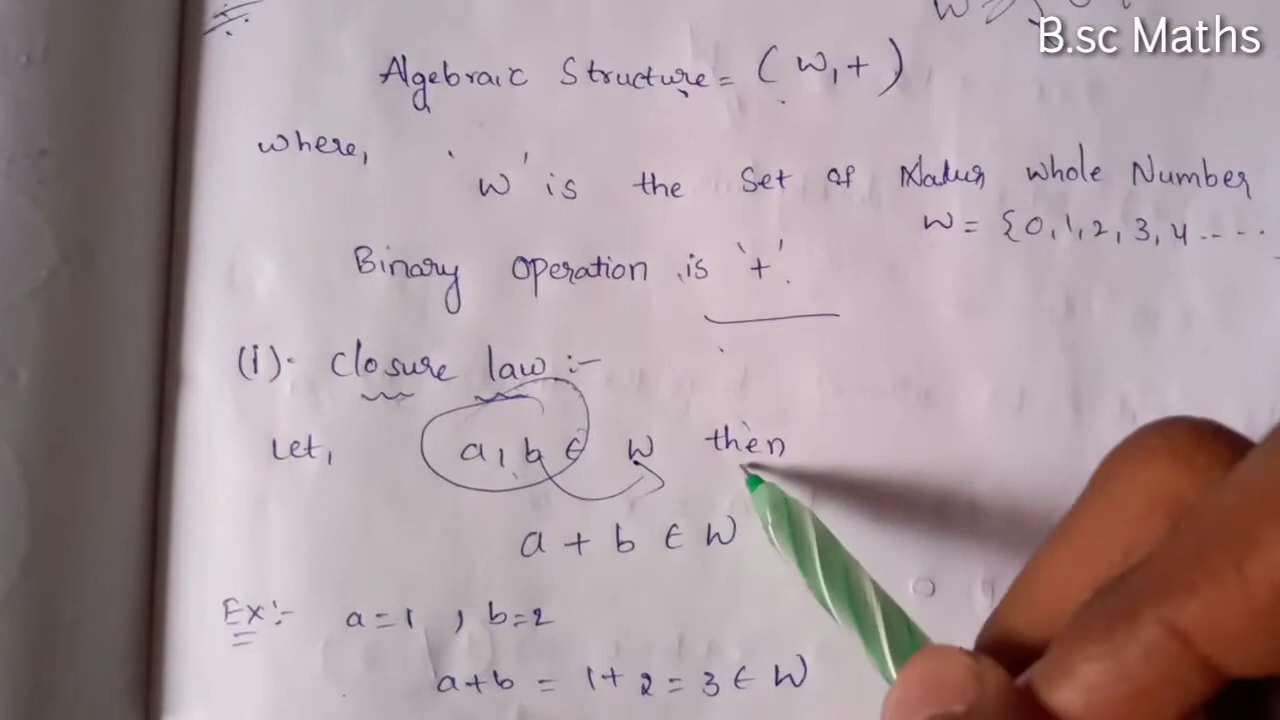 B.sc Maths
Algebraic Structure = (W, +)
where,
'W' is the set of whole Number
W = {0, 1, 2, 3, 4 ----
Binary operation is '+'.
(i). closure law :-
Let, a, b ∈ W then
a + b ∈ W
Ex:- a = 1 , b = 2
a + b = 1 + 2 = 3 ∈ W